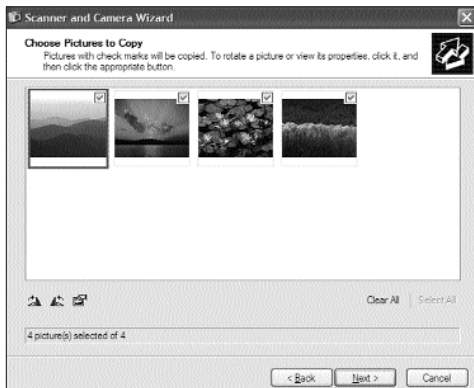 Scanner and Camera Wizard
Choose Pictures to Copy
Pictures with check marks will be copied. To rotate a picture or view its properties, click it, and
then click the appropriate button.
Clear All
Select All
4 picture(s) selected of 4
< Back
Next >
Cancel